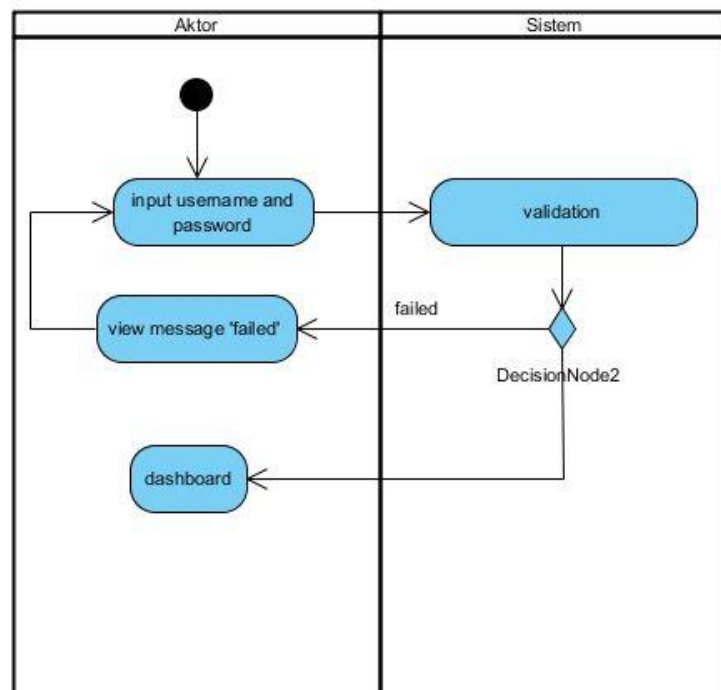 Aktor
Sistem
input username and
password
validation
failed
view message 'failed'
DecisionNode2
dashboard